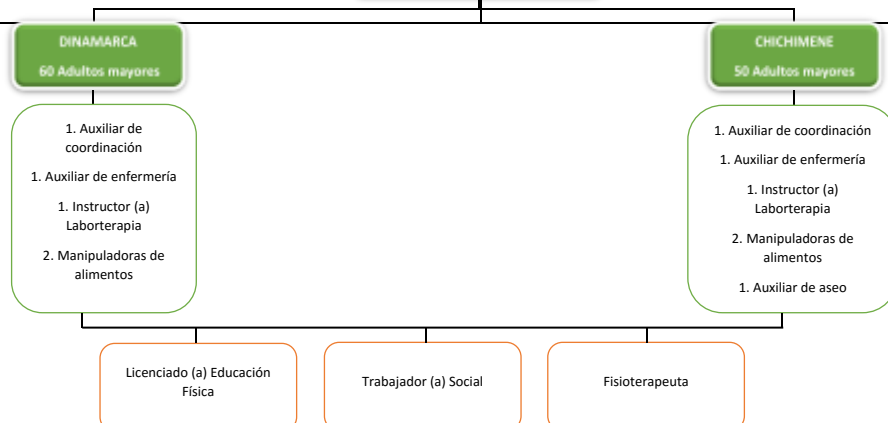 DINAMARCA
60 Adultos mayores
CHICHIMENE
50 Adultos mayores
1. Auxiliar de
coordinación
1. Auxiliar de enfermería
1. Instructor (a)
Laborterapia
2. Manipuladoras de
alimentos
1. Auxiliar de coordinación
1. Auxiliar de enfermería
1. Instructor (a)
Laborterapia
2. Manipuladoras de
alimentos
1. Auxiliar de aseo
Licenciado (a) Educación
Física
Trabajador (a) Social
Fisioterapeuta